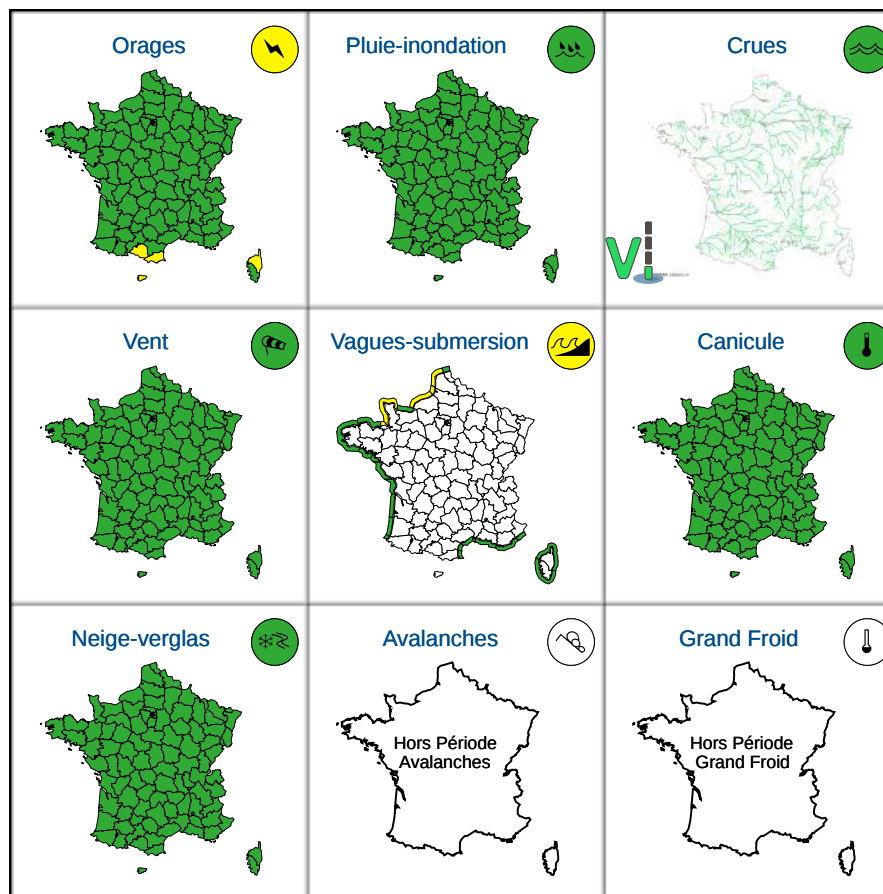 Orages
Pluie-inondation
Crues
Vent
Vagues-submersion
Canicule
Neige-verglas
Avalanches
Grand Froid
Hors Période
Avalanches
Hors Période
Grand Froid